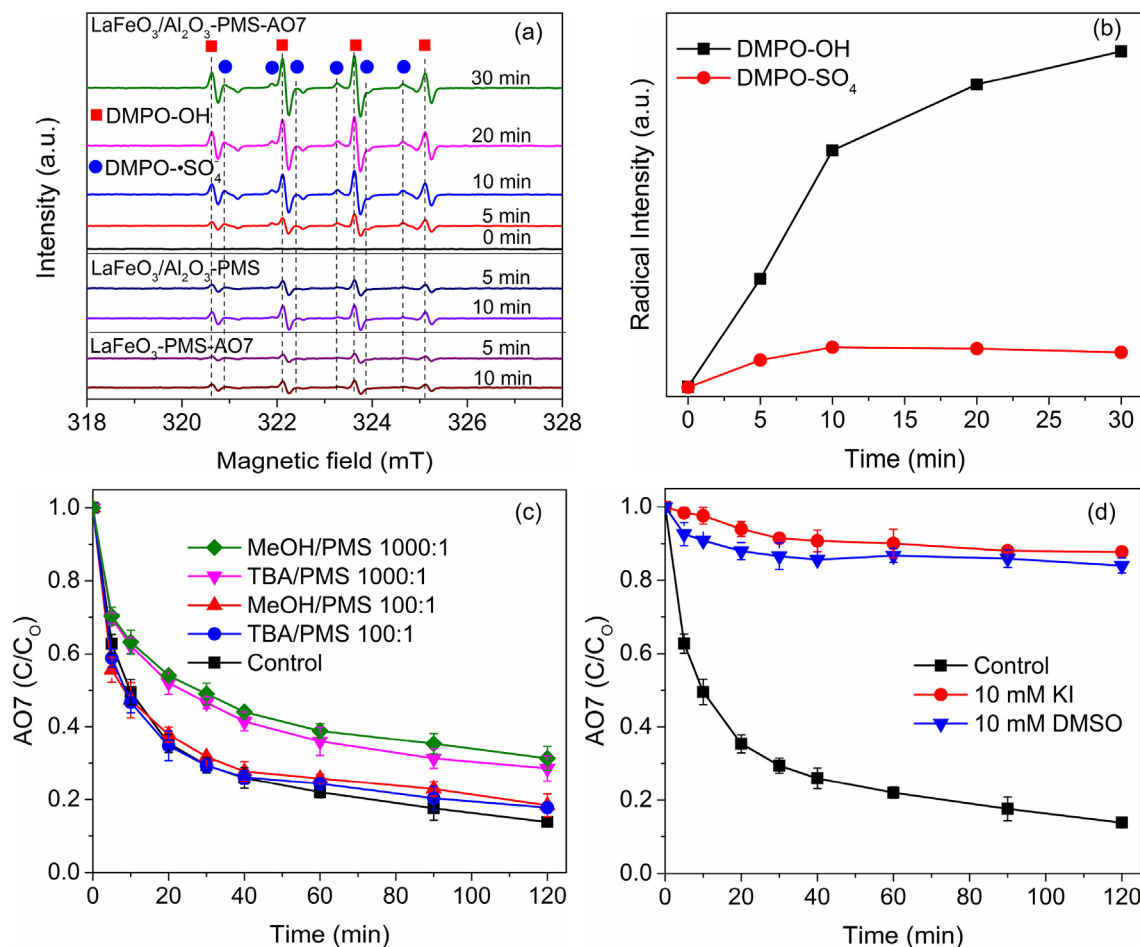 LaFeO₃/Al₂O₃-PMS-AO7
(a)
30 min
DMPO-OH
20 min
DMPO-•SO₄⁻
10 min
5 min
0 min
LaFeO₃/Al₂O₃-PMS
5 min
10 min
LaFeO₃-PMS-AO7
5 min
10 min
Intensity (a.u.)
318 320 322 324 326 328
Magnetic field (mT)
(b)
DMPO-OH
DMPO-SO₄
Radical Intensity (a.u.)
0 5 10 15 20 25 30
Time (min)
(c)
MeOH/PMS 1000:1
TBA/PMS 1000:1
MeOH/PMS 100:1
TBA/PMS 100:1
Control
AO7 (C/C_O)
1.0
0.8
0.6
0.4
0.2
0.0
0 20 40 60 80 100 120
Time (min)
(d)
Control
10 mM KI
10 mM DMSO
AO7 (C/C_O)
1.0
0.8
0.6
0.4
0.2
0.0
0 20 40 60 80 100 120
Time (min)